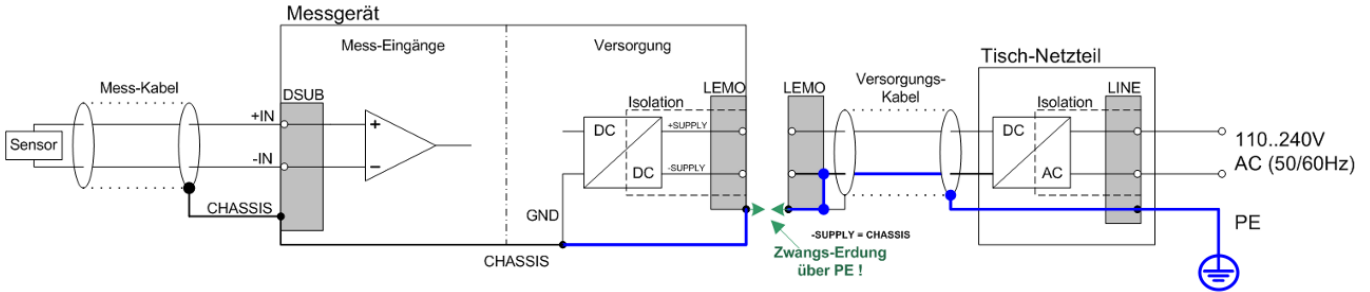 Messgerät
Mess-Eingänge
Versorgung
Tisch-Netzteil
Mess-Kabel
DSUB
LEMO
LEMO
Versorgungs-
Kabel
LINE
Isolation
Isolation
+IN
+
DC
+SUPPLY
DC
110..240V
AC (50/60Hz)
Sensor
-IN
−
DC
-SUPPLY
AC
CHASSIS
GND
PE
-SUPPLY = CHASSIS
Zwangs-Erdung
über PE !
CHASSIS